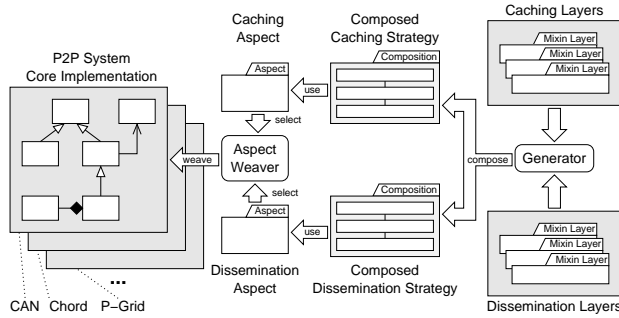 Caching Layers
Mixin Layer
Mixin Layer
Mixin Layer
Caching
Aspect
Composed
Caching Strategy
P2P System
Core Implementation
Aspect
use
Composition
select
weave
Aspect
Weaver
compose
Generator
select
Aspect
use
Composition
Mixin Layer
Mixin Layer
Mixin Layer
...
CAN
Chord
P–Grid
Dissemination
Aspect
Composed
Dissemination Strategy
Dissemination Layers